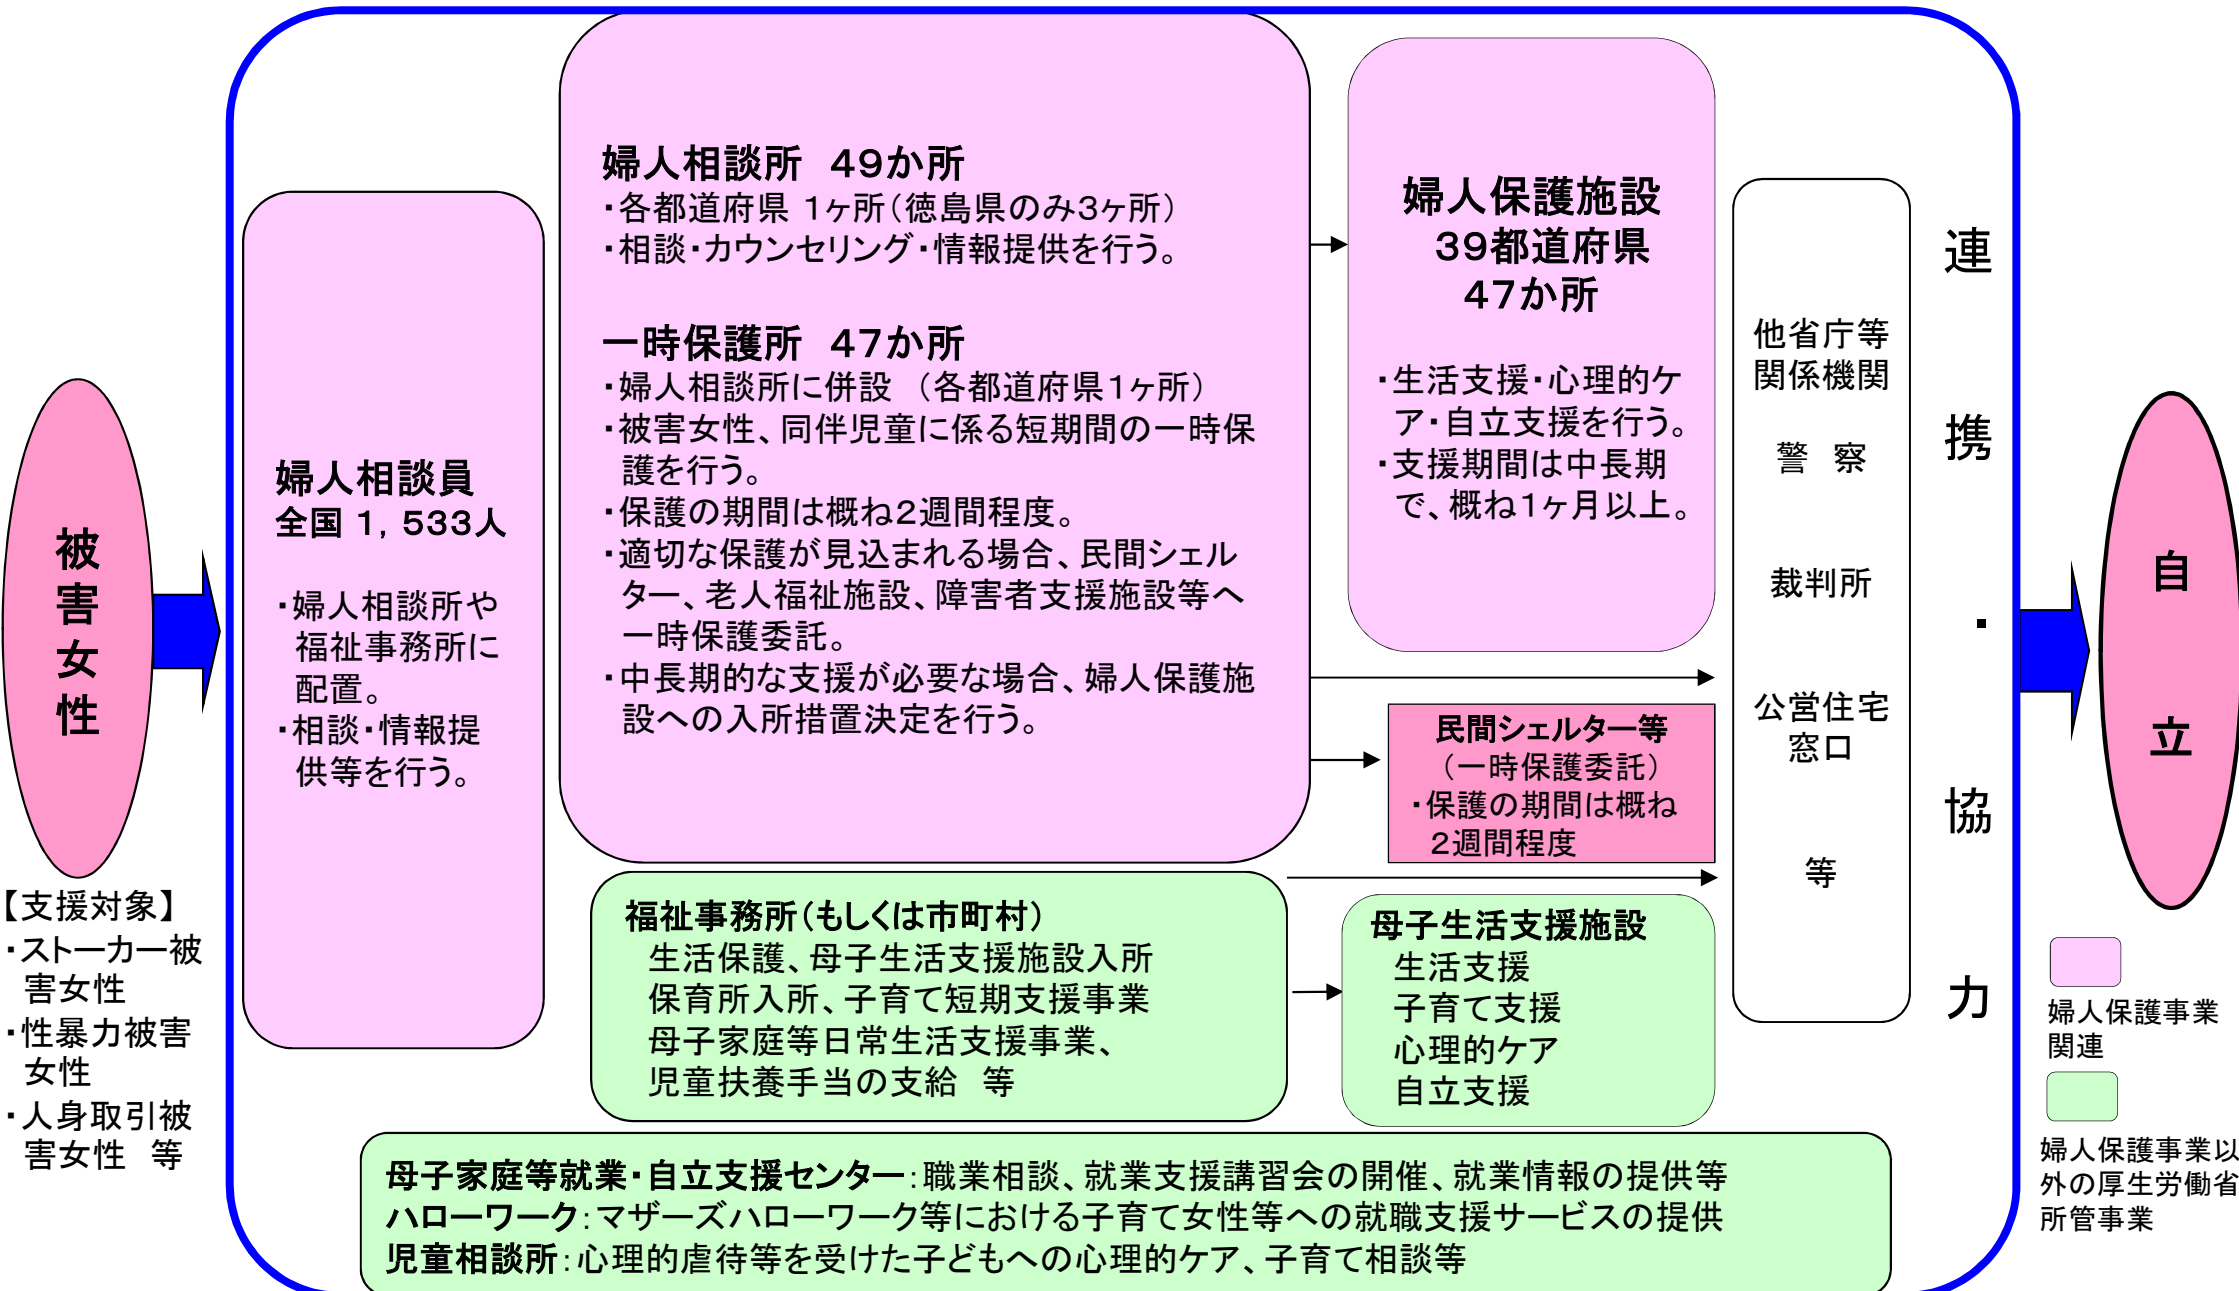 被害女性
【支援対象】
・ストーカー被
害女性
・性暴力被害
女性
・人身取引被
害女性　等
婦人相談員
全国 1，533人
・婦人相談所や
福祉事務所に
配置。
・相談・情報提
供等を行う。
婦人相談所　49か所
・各都道府県 1ヶ所（徳島県のみ3ヶ所）
・相談・カウンセリング・情報提供を行う。
一時保護所　47か所
・婦人相談所に併設　（各都道府県1ヶ所）
・被害女性、同伴児童に係る短期間の一時保
護を行う。
・保護の期間は概ね2週間程度。
・適切な保護が見込まれる場合、民間シェル
ター、老人福祉施設、障害者支援施設等へ
一時保護委託。
・中長期的な支援が必要な場合、婦人保護施
設への入所措置決定を行う。
婦人保護施設
39都道府県
47か所
・生活支援・心理的ケ
ア・自立支援を行う。
・支援期間は中長期
で、概ね1ヶ月以上。
民間シェルター等
（一時保護委託）
・保護の期間は概ね
2週間程度
福祉事務所（もしくは市町村）
生活保護、母子生活支援施設入所
保育所入所、子育て短期支援事業
母子家庭等日常生活支援事業、
児童扶養手当の支給　等
母子生活支援施設
生活支援
子育て支援
心理的ケア
自立支援
母子家庭等就業・自立支援センター：職業相談、就業支援講習会の開催、就業情報の提供等
ハローワーク：マザーズハローワーク等における子育て女性等への就職支援サービスの提供
児童相談所：心理的虐待等を受けた子どもへの心理的ケア、子育て相談等
他省庁等
関係機関
警　察
裁判所
公営住宅
窓口
等
連携・協力
自立
婦人保護事業
関連
婦人保護事業以
外の厚生労働省
所管事業